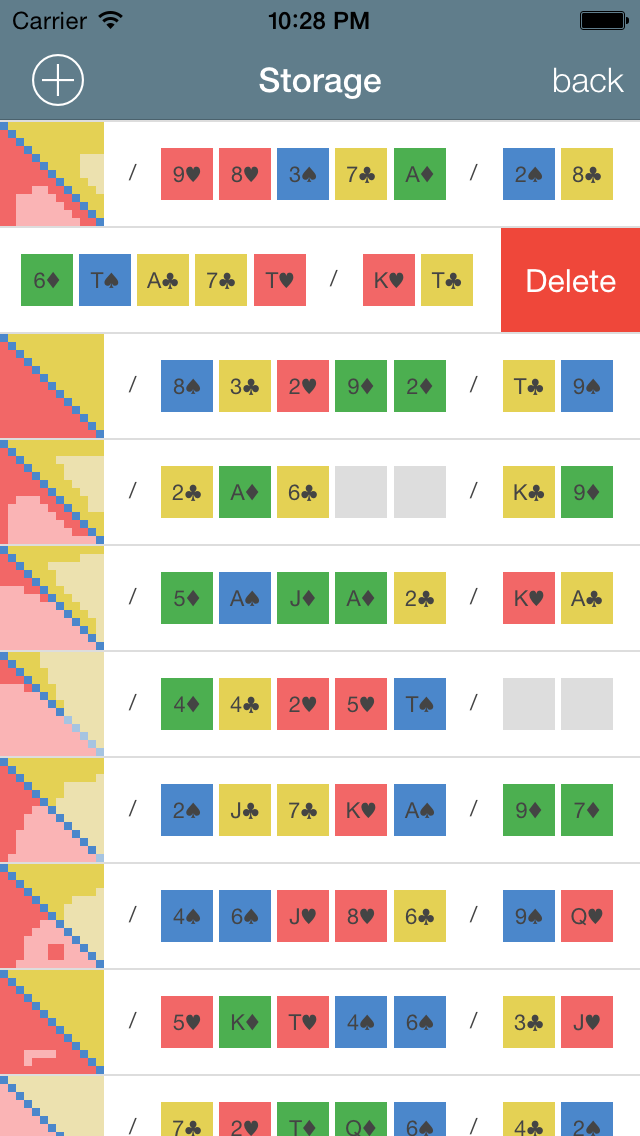 Carrier 10:28 PM
Storage back
/ 9♥ 8♥ 3♠ 7♣ A♦ / 2♠ 8♣
6♦ T♠ A♣ 7♣ T♥ / K♥ T♣ Delete
/ 8♠ 3♣ 2♥ 9♦ 2♦ / T♣ 9♠
/ 2♣ A♦ 6♣ / K♣ 9♦
/ 5♦ A♠ J♦ A♦ 2♣ / K♥ A♣
/ 4♦ 4♣ 2♥ 5♥ T♠ /
/ 2♠ J♣ 7♣ K♥ A♠ / 9♦ 7♦
/ 4♠ 6♠ J♥ 8♥ 6♣ / 9♠ Q♥
/ 5♥ K♦ T♥ 4♠ 6♠ / 3♣ J♥
/ 7♣ 2♥ T♦ Q♦ 6♠ / 4♣ 2♠